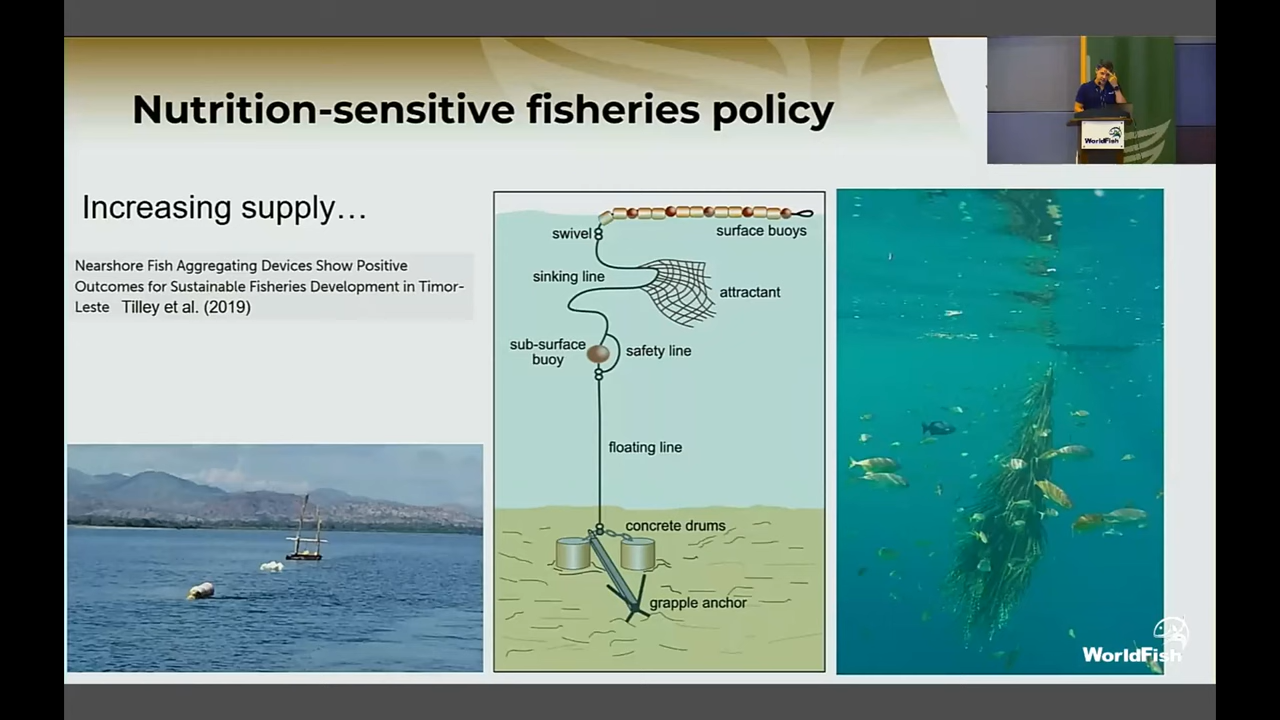 Nutrition-sensitive fisheries policy
WorldFish
Increasing supply…
Nearshore Fish Aggregating Devices Show Positive
Outcomes for Sustainable Fisheries Development in Timor-
Leste Tilley et al. (2019)
swivel
surface buoys
sinking line
attractant
sub-surface
buoy
safety line
floating line
concrete drums
grapple anchor
WorldFish